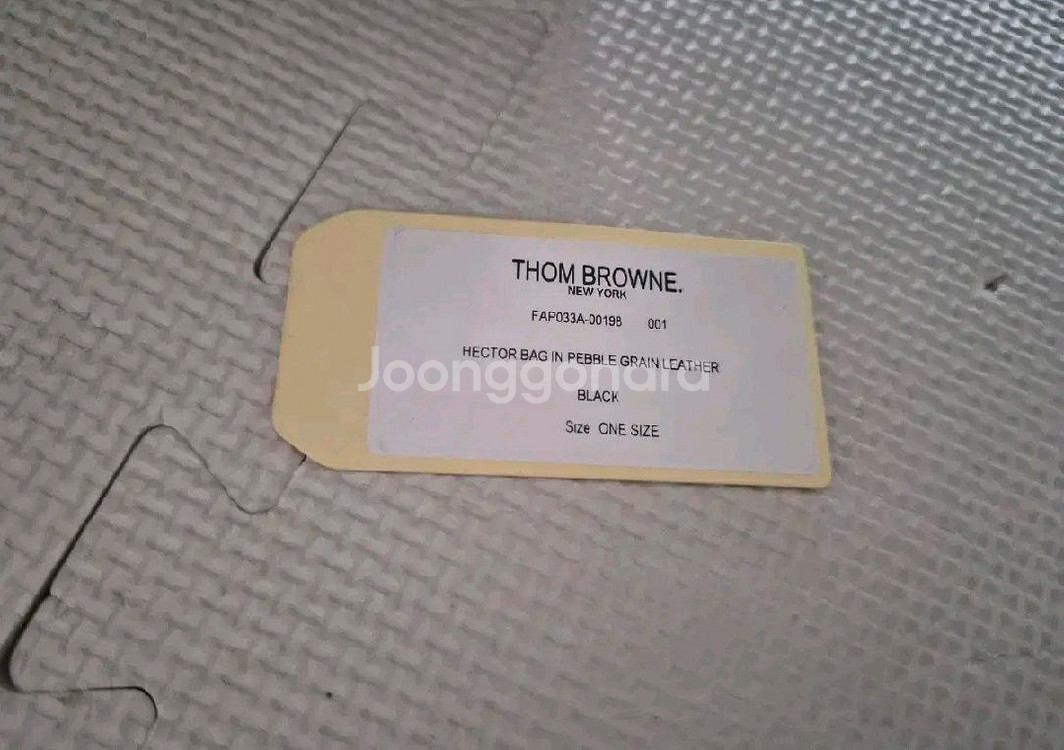 THOM BROWNE.
NEW YORK
FAP033A-00198 001
HECTOR BAG IN PEBBLE GRAIN LEATHER
Joonggonara
BLACK
Size ONE SIZE